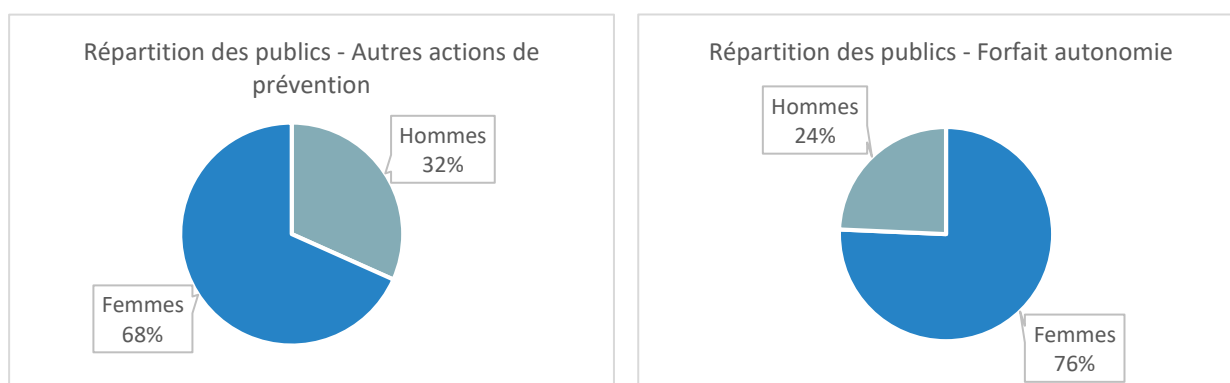 Répartition des publics - Autres actions de
prévention
Hommes
32%
Femmes
68%
Répartition des publics - Forfait autonomie
Hommes
24%
Femmes
76%